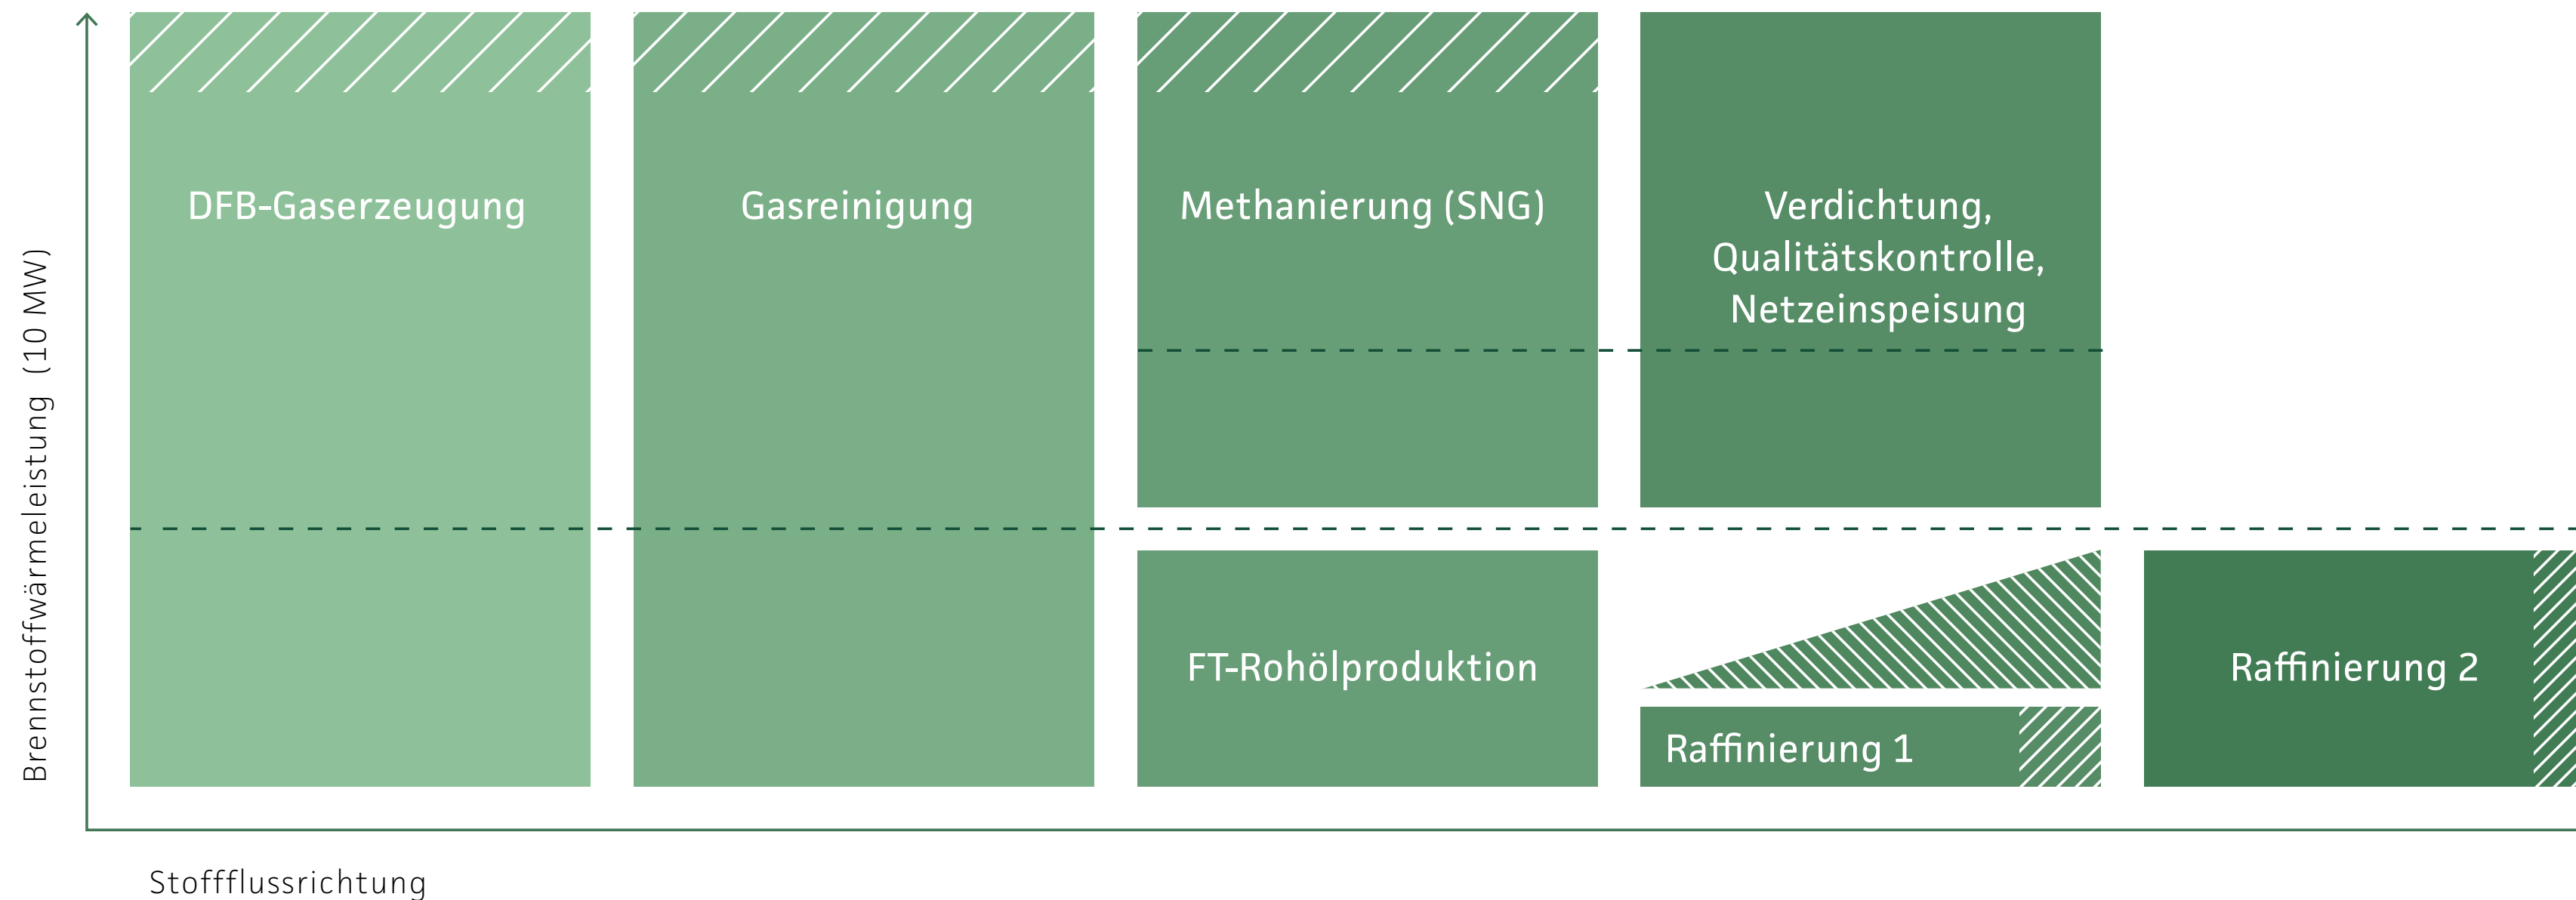 Brennstoffwärmeleistung (10 MW)
DFB-Gaserzeugung
Gasreinigung
Methanierung (SNG)
Verdichtung,
Qualitätskontrolle,
Netzeinspeisung
FT-Rohölproduktion
Raffinierung 1
Raffinierung 2
Stoffflussrichtung